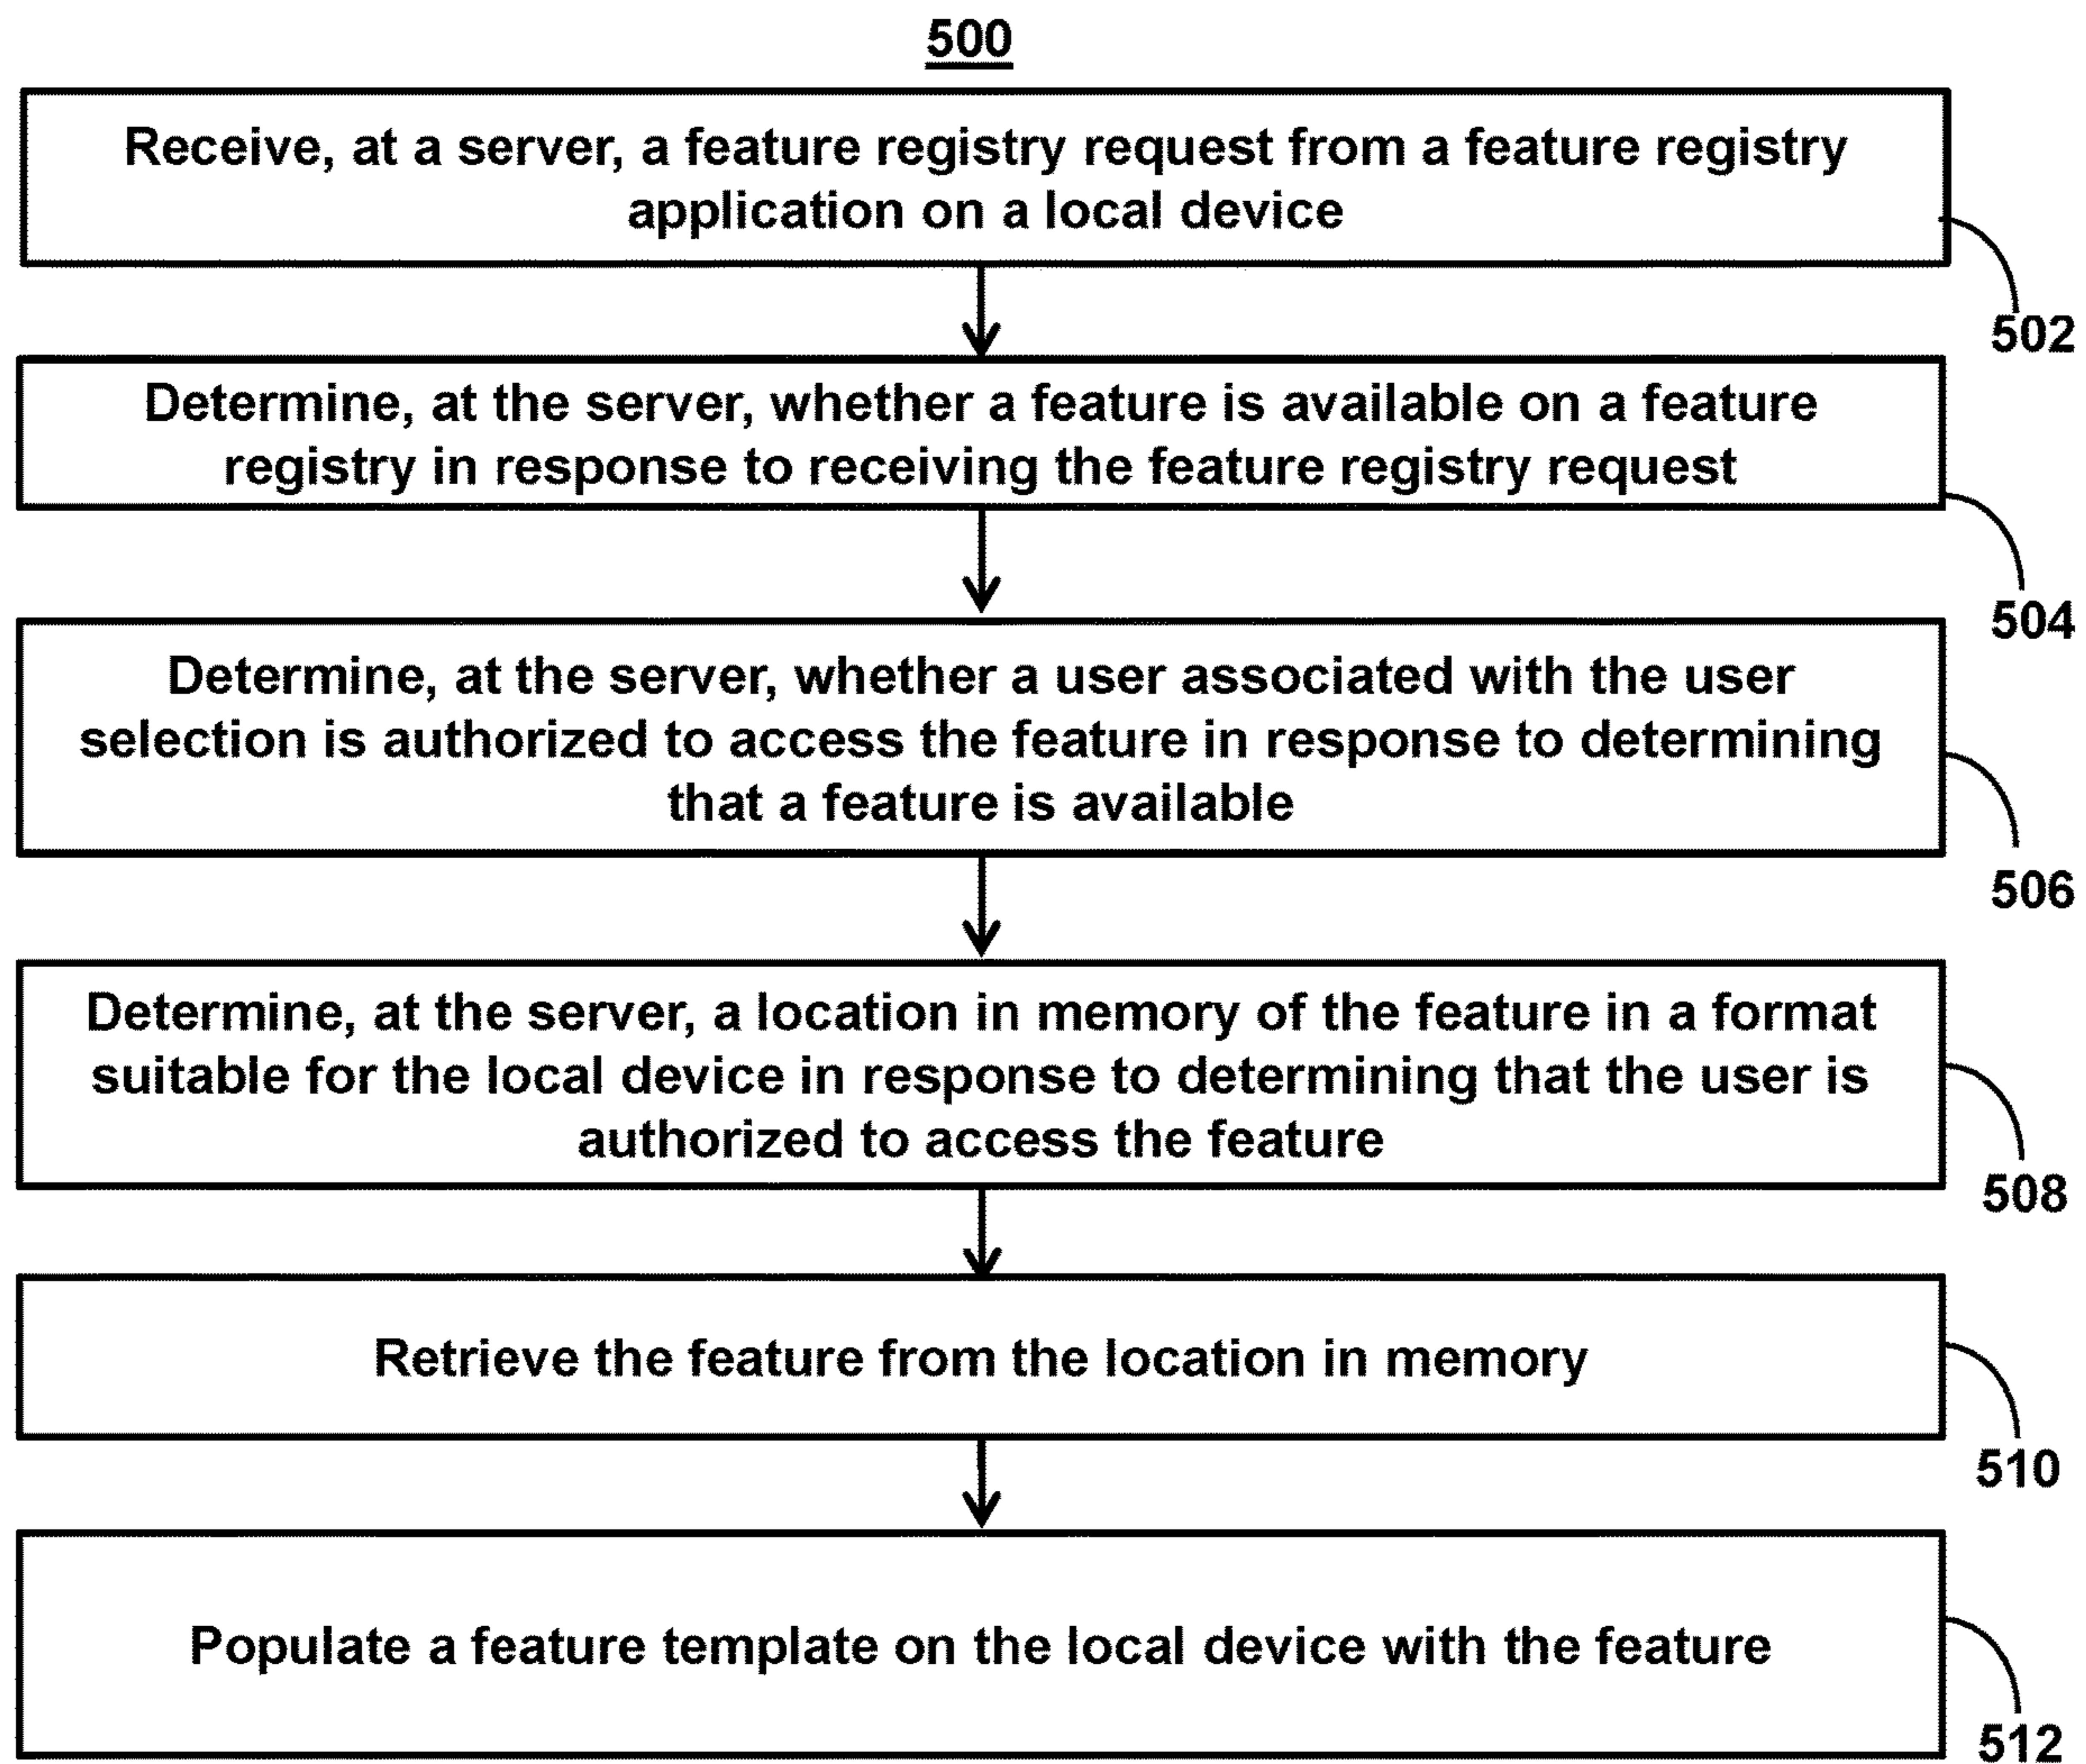 500
Receive, at a server, a feature registry request from a feature registry
application on a local device
502
Determine, at the server, whether a feature is available on a feature
registry in response to receiving the feature registry request
504
Determine, at the server, whether a user associated with the user
selection is authorized to access the feature in response to determining
that a feature is available
506
Determine, at the server, a location in memory of the feature in a format
suitable for the local device in response to determining that the user is
authorized to access the feature
508
Retrieve the feature from the location in memory
510
Populate a feature template on the local device with the feature
512